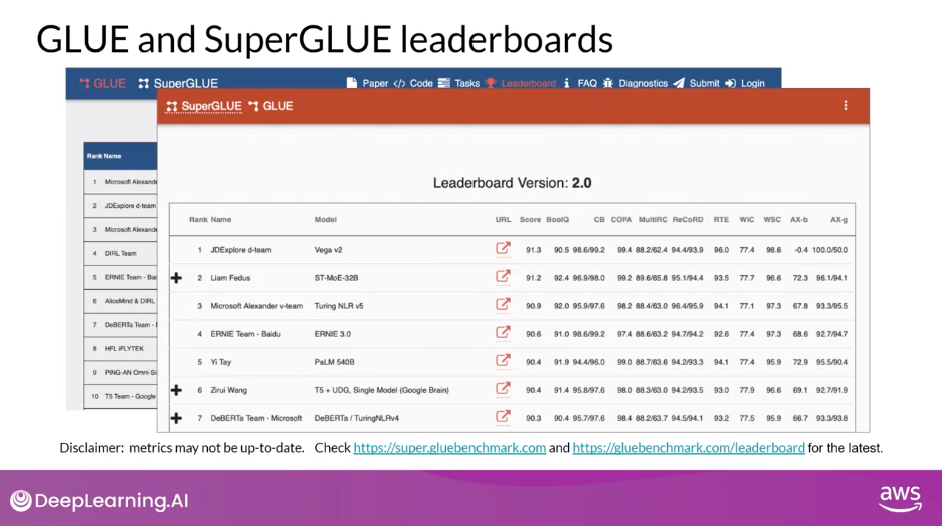 GLUE and SuperGLUE leaderboards
GLUE SuperGLUE Paper </> Code Tasks Leaderboard FAQ Diagnostics Submit Login
SuperGLUE GLUE
Leaderboard Version: 2.0
Rank Name
1 Microsoft Alexande
2 JDExplore d-team
3 Microsoft Alexande
4 DIRL Team
5 ERNIE Team - Bai
6 AliceMind & DIRL
7 DeBERTa Team -
8 HFL iFLYTEK
9 PING-AN Omni-Si
10 T5 Team - Google
Rank Name Model URL Score BoolQ CB COPA MultiRC ReCoRD RTE WiC WSC AX-b AX-g
1 JDExplore d-team Vega v2 91.3 90.5 98.6/99.2 99.4 88.2/62.4 94.4/93.9 96.0 77.4 98.6 -0.4 100.0/50.0
2 Liam Fedus ST-MoE-32B 91.2 92.4 96.9/98.0 99.2 89.6/65.8 95.1/94.4 93.5 77.7 96.6 72.3 96.1/94.1
3 Microsoft Alexander v-team Turing NLR v5 90.9 92.0 95.9/97.6 98.2 88.4/63.0 96.4/95.9 94.1 77.1 97.3 67.8 93.3/95.5
4 ERNIE Team - Baidu ERNIE 3.0 90.6 91.0 98.6/99.2 97.4 88.6/63.2 94.7/94.2 92.6 77.4 97.3 68.6 92.7/94.7
5 Yi Tay PaLM 540B 90.4 91.9 94.4/96.0 99.0 88.7/63.6 94.2/93.3 94.1 77.4 95.9 72.9 95.5/90.4
6 Zirui Wang T5 + UDG, Single Model (Google Brain) 90.4 91.4 95.8/97.6 98.0 88.3/63.0 94.2/93.5 93.0 77.9 96.6 69.1 92.7/91.9
7 DeBERTa Team - Microsoft DeBERTa / TuringNLRv4 90.3 90.4 95.7/97.6 98.4 88.2/63.7 94.5/94.1 93.2 77.5 95.9 66.7 93.3/93.8
Disclaimer: metrics may not be up-to-date. Check https://super.gluebenchmark.com and https://gluebenchmark.com/leaderboard for the latest.
DeepLearning.AI
aws